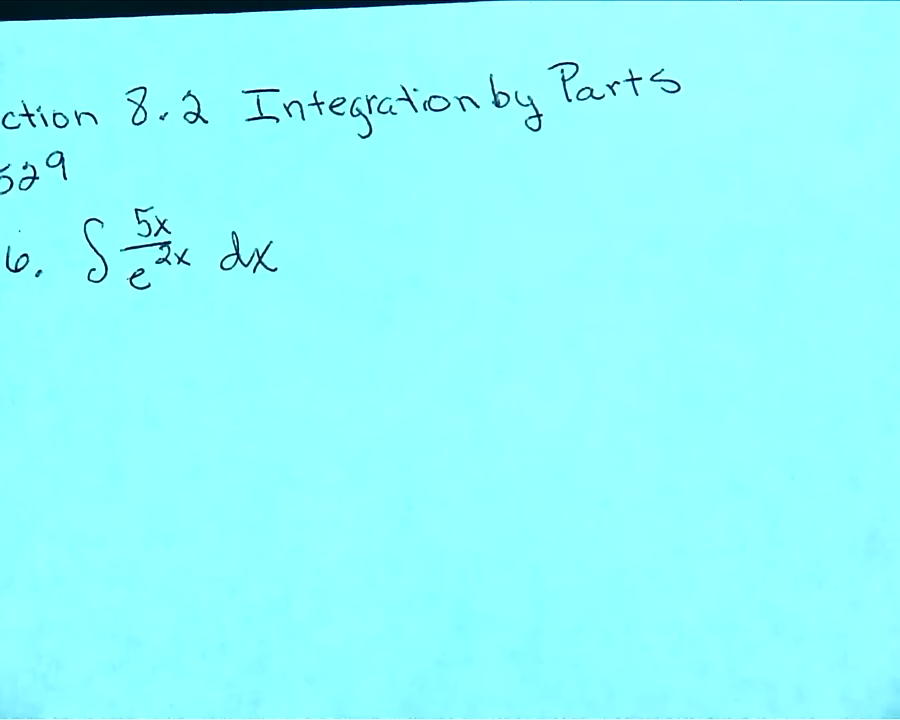 ction 8.2 Integration by Parts
529
6. ∫ 5x/e^2x dx